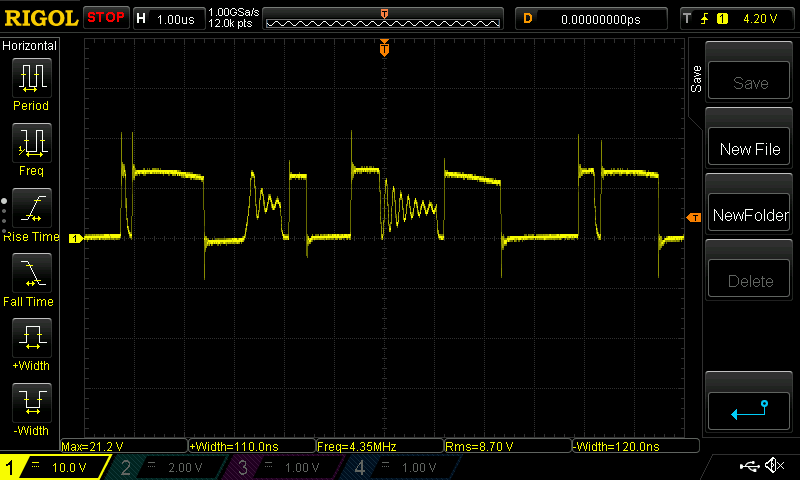 RIGOL STOP H 1.00us 1.00GSa/s D 0.00000000ps T 1 4.20 V
12.0k pts
T
Horizontal
T
Save
Period
Save
Freq
New File
Rise Time
NewFolder
T
1
Fall Time
Delete
+Width
-Width
Max=21.2 V +Width=110.0ns Freq=4.35MHz Rms=8.70 V -Width=120.0ns
1 10.0 V 2 2.00 V 3 1.00 V 4 1.00 V